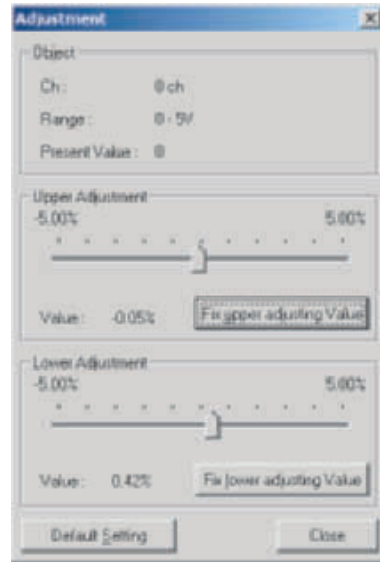 Adjustment
Object
Ch : 0 ch
Range : 0 - 5V
Present Value : 0
Upper Adjustment
-5.00% 5.00%
Value : -0.05% Fix upper adjusting Value
Lower Adjustment
-5.00% 5.00%
Value : 0.42% Fix lower adjusting Value
Default Setting Close